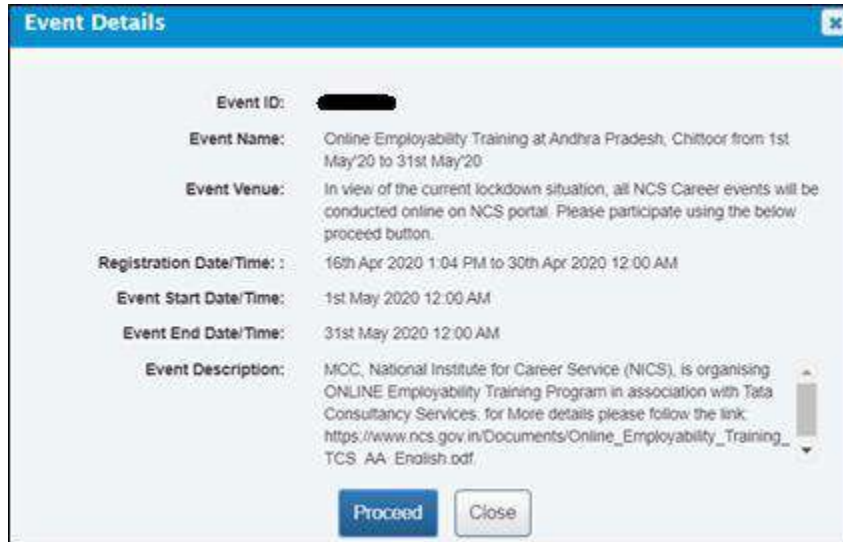 Event Details
Event ID:
Event Name: Online Employability Training at Andhra Pradesh, Chittoor from 1st
May'20 to 31st May'20
Event Venue: In view of the current lockdown situation, all NCS Career events will be
conducted online on NCS portal. Please participate using the below
proceed button.
Registration Date/Time: : 16th Apr 2020 1:04 PM to 30th Apr 2020 12:00 AM
Event Start Date/Time: 1st May 2020 12:00 AM
Event End Date/Time: 31st May 2020 12:00 AM
Event Description: MCC, National Institute for Career Service (NICS), is organising
ONLINE Employability Training Program in association with Tata
Consultancy Services. for More details please follow the link:
https://www.ncs.gov.in/Documents/Online_Employability_Training_
TCS_AA_English.pdf
Proceed Close